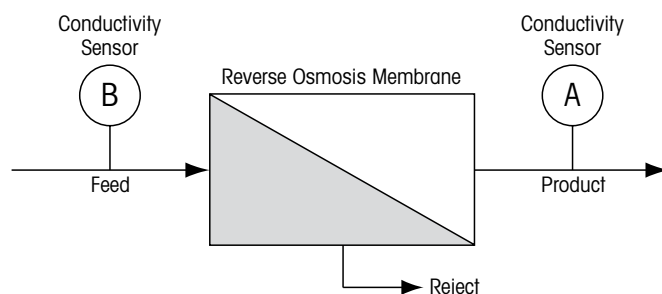 Conductivity
Sensor
B
Reverse Osmosis Membrane
Conductivity
Sensor
A
Feed
Product
Reject